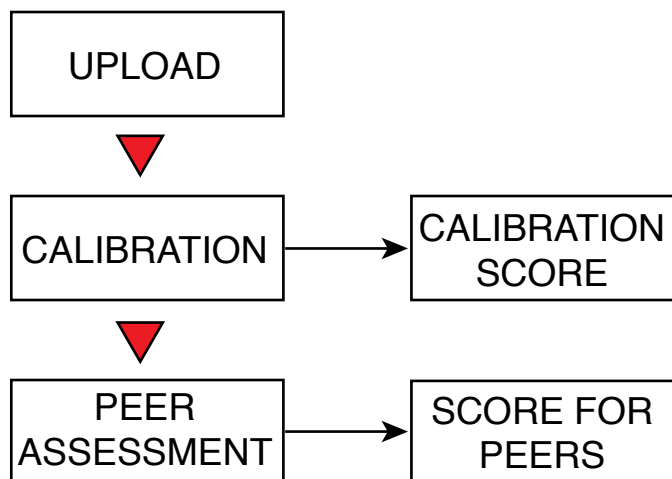 UPLOAD
CALIBRATION
CALIBRATION
SCORE
PEER
ASSESSMENT
SCORE FOR
PEERS